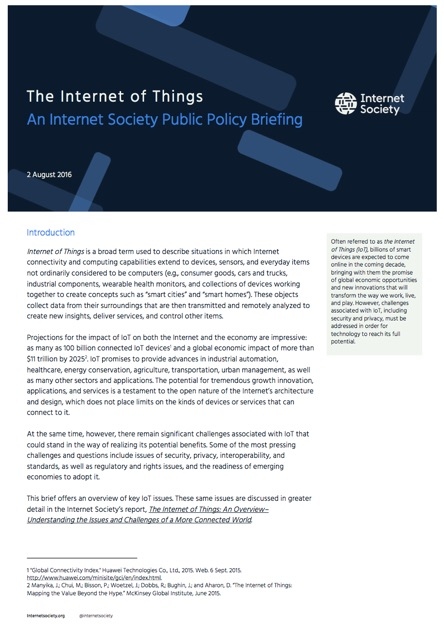 The Internet of Things
An Internet Society Public Policy Briefing
Internet
Society
2 August 2016
Introduction
Internet of Things is a broad term used to describe situations in which Internet
connectivity and computing capabilities extend to devices, sensors, and everyday items
not ordinarily considered to be computers (e.g., consumer goods, cars and trucks,
industrial components, wearable health monitors, and collections of devices working
together to create concepts such as "smart cities" and "smart homes"). These objects
collect data from their surroundings that are then transmitted and remotely analyzed to
create new insights, deliver services, and control other items.
Projections for the impact of IoT on both the Internet and the economy are impressive:
as many as 100 billion connected IoT devices¹ and a global economic impact of more than
$11 trillion by 2025². IoT promises to provide advances in industrial automation,
healthcare, energy conservation, agriculture, transportation, urban management, as well
as many other sectors and applications. The potential for tremendous growth innovation,
applications, and services is a testament to the open nature of the Internet's architecture
and design, which does not place limits on the kinds of devices or services that can
connect to it.
At the same time, however, there remain significant challenges associated with IoT that
could stand in the way of realizing its potential benefits. Some of the most pressing
challenges and questions include issues of security, privacy, interoperability, and
standards, as well as regulatory and rights issues, and the readiness of emerging
economies to adopt it.
This brief offers an overview of key IoT issues. These same issues are discussed in greater
detail in the Internet Society's report, The Internet of Things: An Overview–
Understanding the Issues and Challenges of a More Connected World.
Often referred to as the Internet
of Things (IoT), billions of smart
devices are expected to come
online in the coming decade,
bringing with them the promise
of global economic opportunities
and new innovations that will
transform the way we work, live,
and play. However, challenges
associated with IoT, including
security and privacy, must be
addressed in order for
technology to reach its full
potential.
1 "Global Connectivity Index." Huawei Technologies Co., Ltd., 2015. Web. 6 Sept. 2015.
http://www.huawei.com/minisite/gci/en/index.html.
2 Manyika, J.; Chui, M.; Bisson, P.; Woetzel, J.; Dobbs, R.; Bughin, J.; and Aharon, D. "The Internet of Things:
Mapping the Value Beyond the Hype." McKinsey Global Institute, June 2015.
internetsociety.org @internetsociety